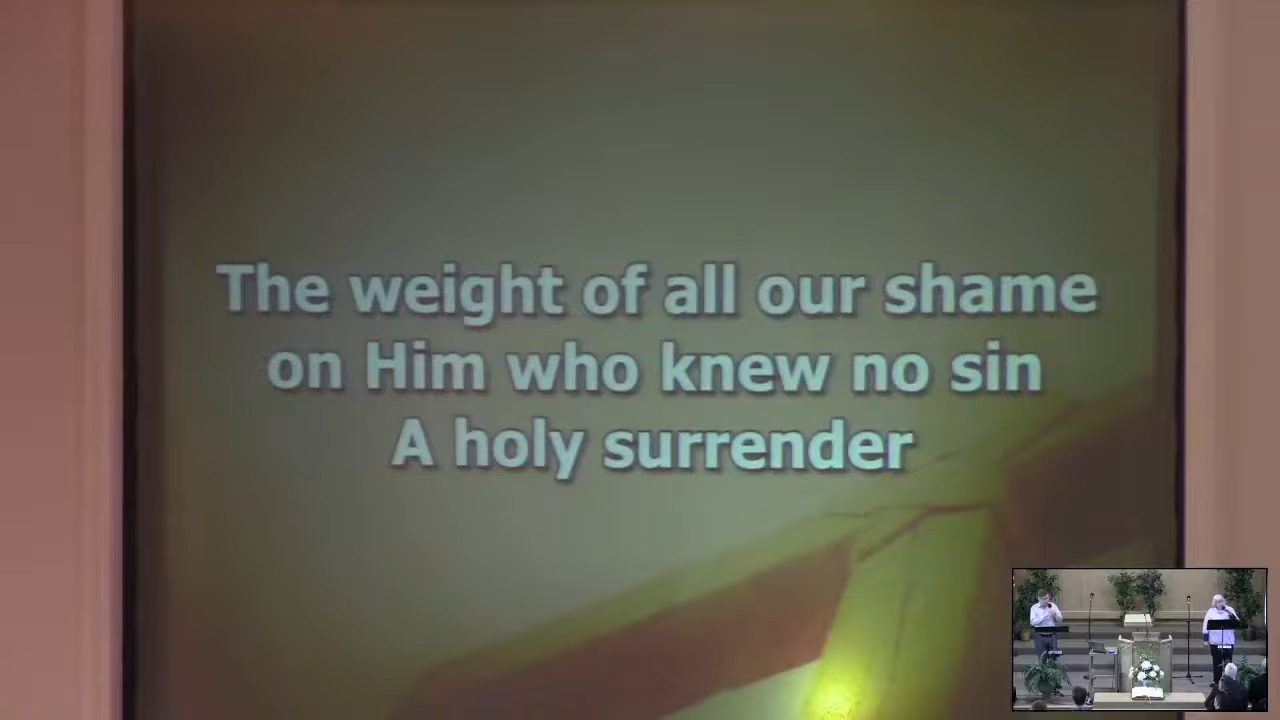 The weight of all our shame
on Him who knew no sin
A holy surrender